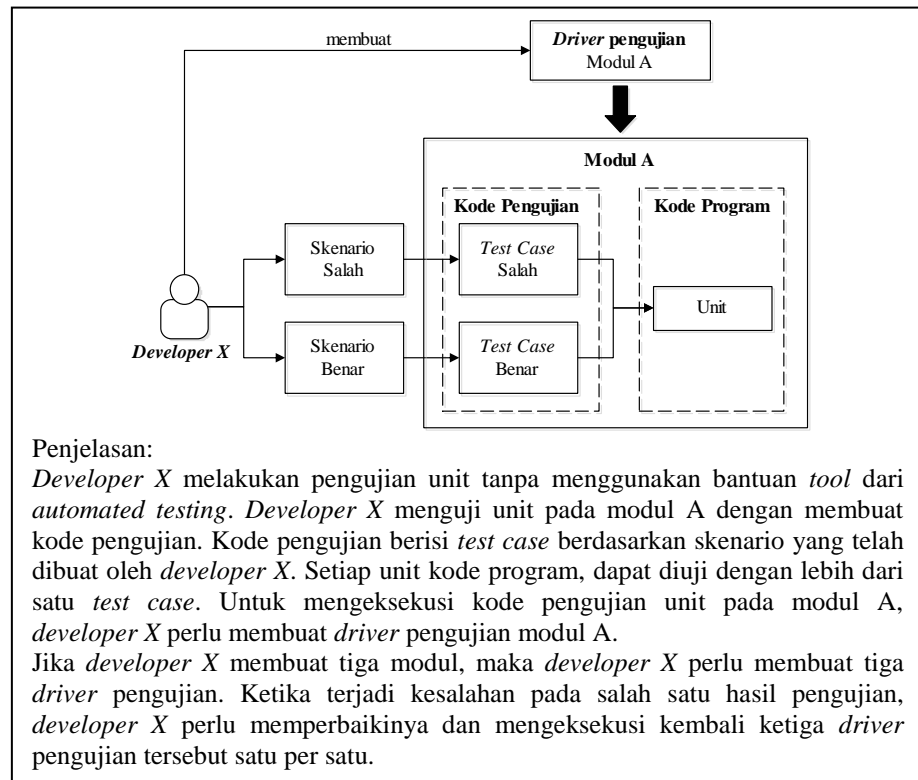 membuat
Driver pengujian
Modul A
Modul A
Kode Pengujian
Kode Program
Skenario
Salah
Test Case
Salah
Unit
Developer X
Skenario
Benar
Test Case
Benar
Penjelasan:
Developer X melakukan pengujian unit tanpa menggunakan bantuan tool dari
automated testing. Developer X menguji unit pada modul A dengan membuat
kode pengujian. Kode pengujian berisi test case berdasarkan skenario yang telah
dibuat oleh developer X. Setiap unit kode program, dapat diuji dengan lebih dari
satu test case. Untuk mengeksekusi kode pengujian unit pada modul A,
developer X perlu membuat driver pengujian modul A.
Jika developer X membuat tiga modul, maka developer X perlu membuat tiga
driver pengujian. Ketika terjadi kesalahan pada salah satu hasil pengujian,
developer X perlu memperbaikinya dan mengeksekusi kembali ketiga driver
pengujian tersebut satu per satu.